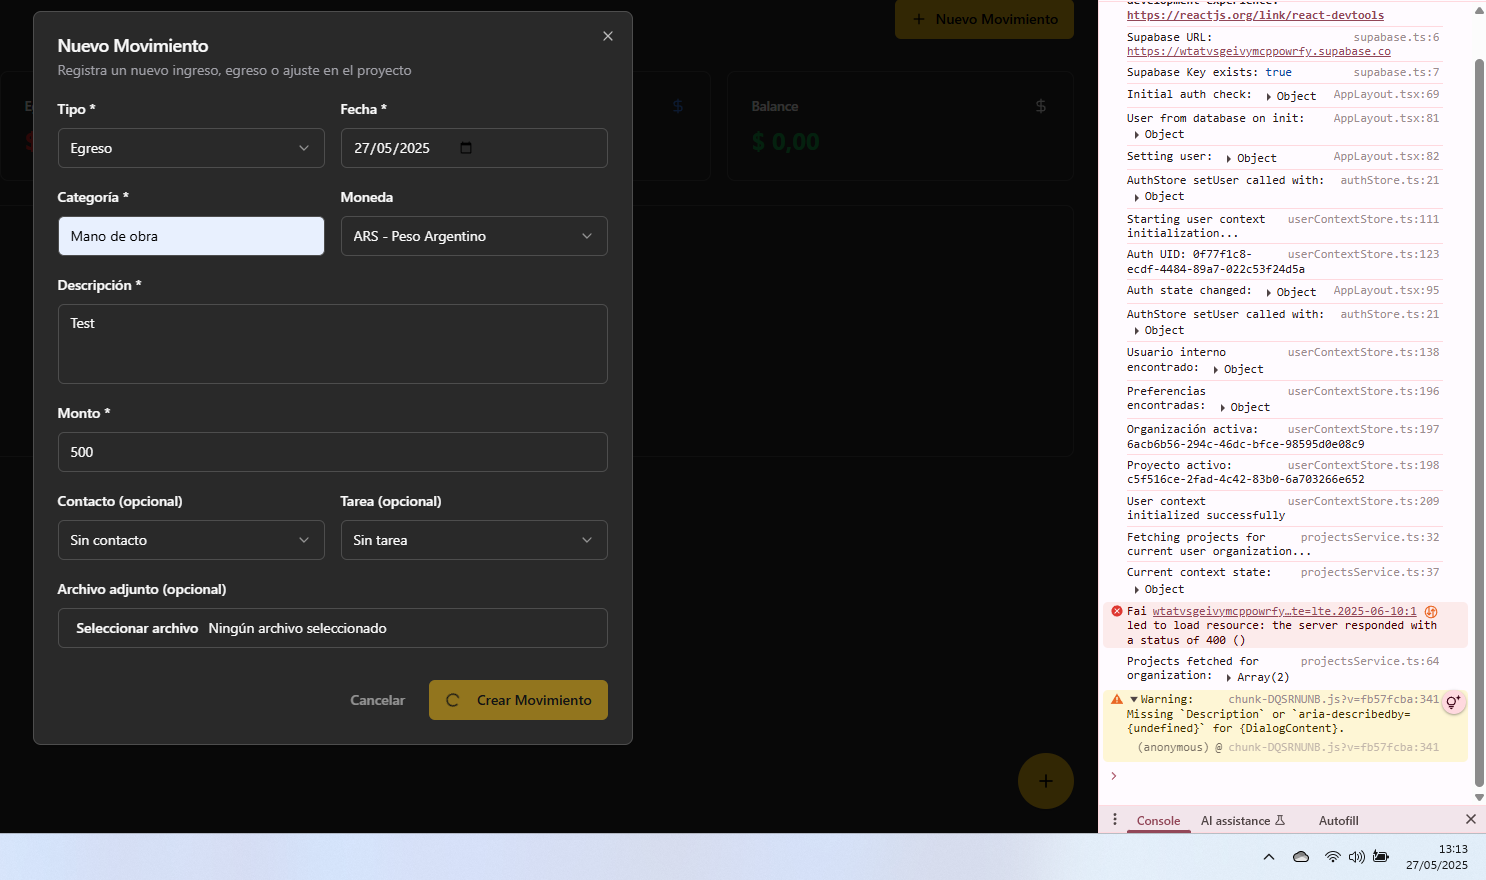 Nuevo Movimiento
Nuevo Movimiento
Registra un nuevo ingreso, egreso o ajuste en el proyecto
Tipo *
Fecha *
Egreso
27/05/2025
Categoría *
Moneda
Mano de obra
ARS - Peso Argentino
Descripción *
Test
Monto *
500
Contacto (opcional)
Tarea (opcional)
Sin contacto
Sin tarea
Archivo adjunto (opcional)
Seleccionar archivo Ningún archivo seleccionado
Cancelar
Crear Movimiento
$
Balance
$
$ 0,00
+
https://reactjs.org/link/react-devtools
Supabase URL: supabase.ts:6
https://wtatvsgeivymcppowrfy.supabase.co
Supabase Key exists: true supabase.ts:7
Initial auth check: Object AppLayout.tsx:69
User from database on init: AppLayout.tsx:81
Object
Setting user: Object AppLayout.tsx:82
AuthStore setUser called with: authStore.ts:21
Object
Starting user context userContextStore.ts:111
initialization...
Auth UID: 0f77f1c8- userContextStore.ts:123
ecdf-4484-89a7-022c53f24d5a
Auth state changed: Object AppLayout.tsx:95
AuthStore setUser called with: authStore.ts:21
Object
Usuario interno userContextStore.ts:138
encontrado: Object
Preferencias userContextStore.ts:196
encontradas: Object
Organización activa: userContextStore.ts:197
6acb6b56-294c-46dc-bfce-98595d0e08c9
Proyecto activo: userContextStore.ts:198
c5f516ce-2fad-4c42-83b0-6a703266e652
User context userContextStore.ts:209
initialized successfully
Fetching projects for projectsService.ts:32
current user organization...
Current context state: projectsService.ts:37
Object
Fai wtatvsgeivymcppowrfy…te=lte.2025-06-10:1
led to load resource: the server responded with
a status of 400 ()
Projects fetched for projectsService.ts:64
organization: Array(2)
Warning: chunk-DQSRNUNB.js?v=fb57fcba:341
Missing `Description` or `aria-describedby=
{undefined}` for {DialogContent}.
(anonymous) @ chunk-DQSRNUNB.js?v=fb57fcba:341
Console AI assistance Autofill
13:13
27/05/2025